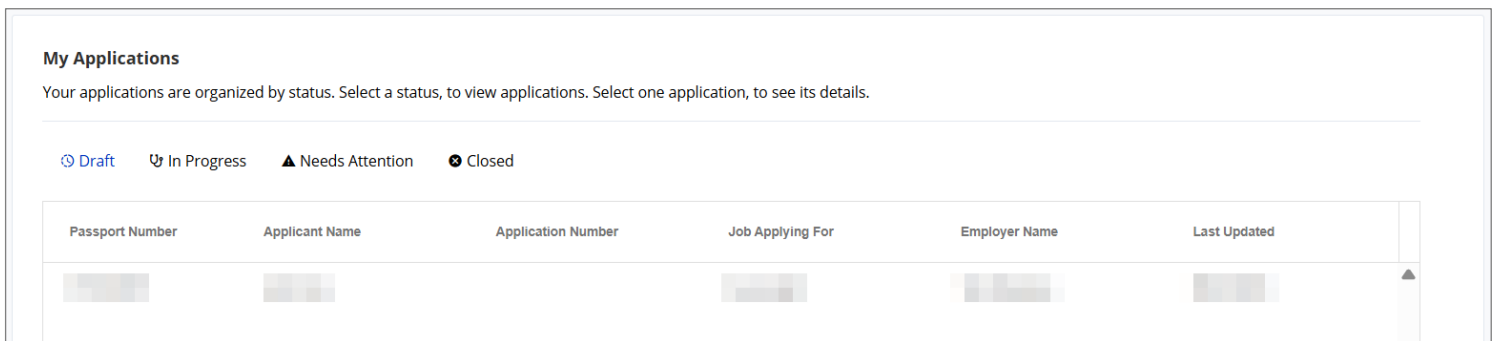 My Applications
Your applications are organized by status. Select a status, to view applications. Select one application, to see its details.
Draft In Progress Needs Attention Closed
Passport Number Applicant Name Application Number Job Applying For Employer Name Last Updated